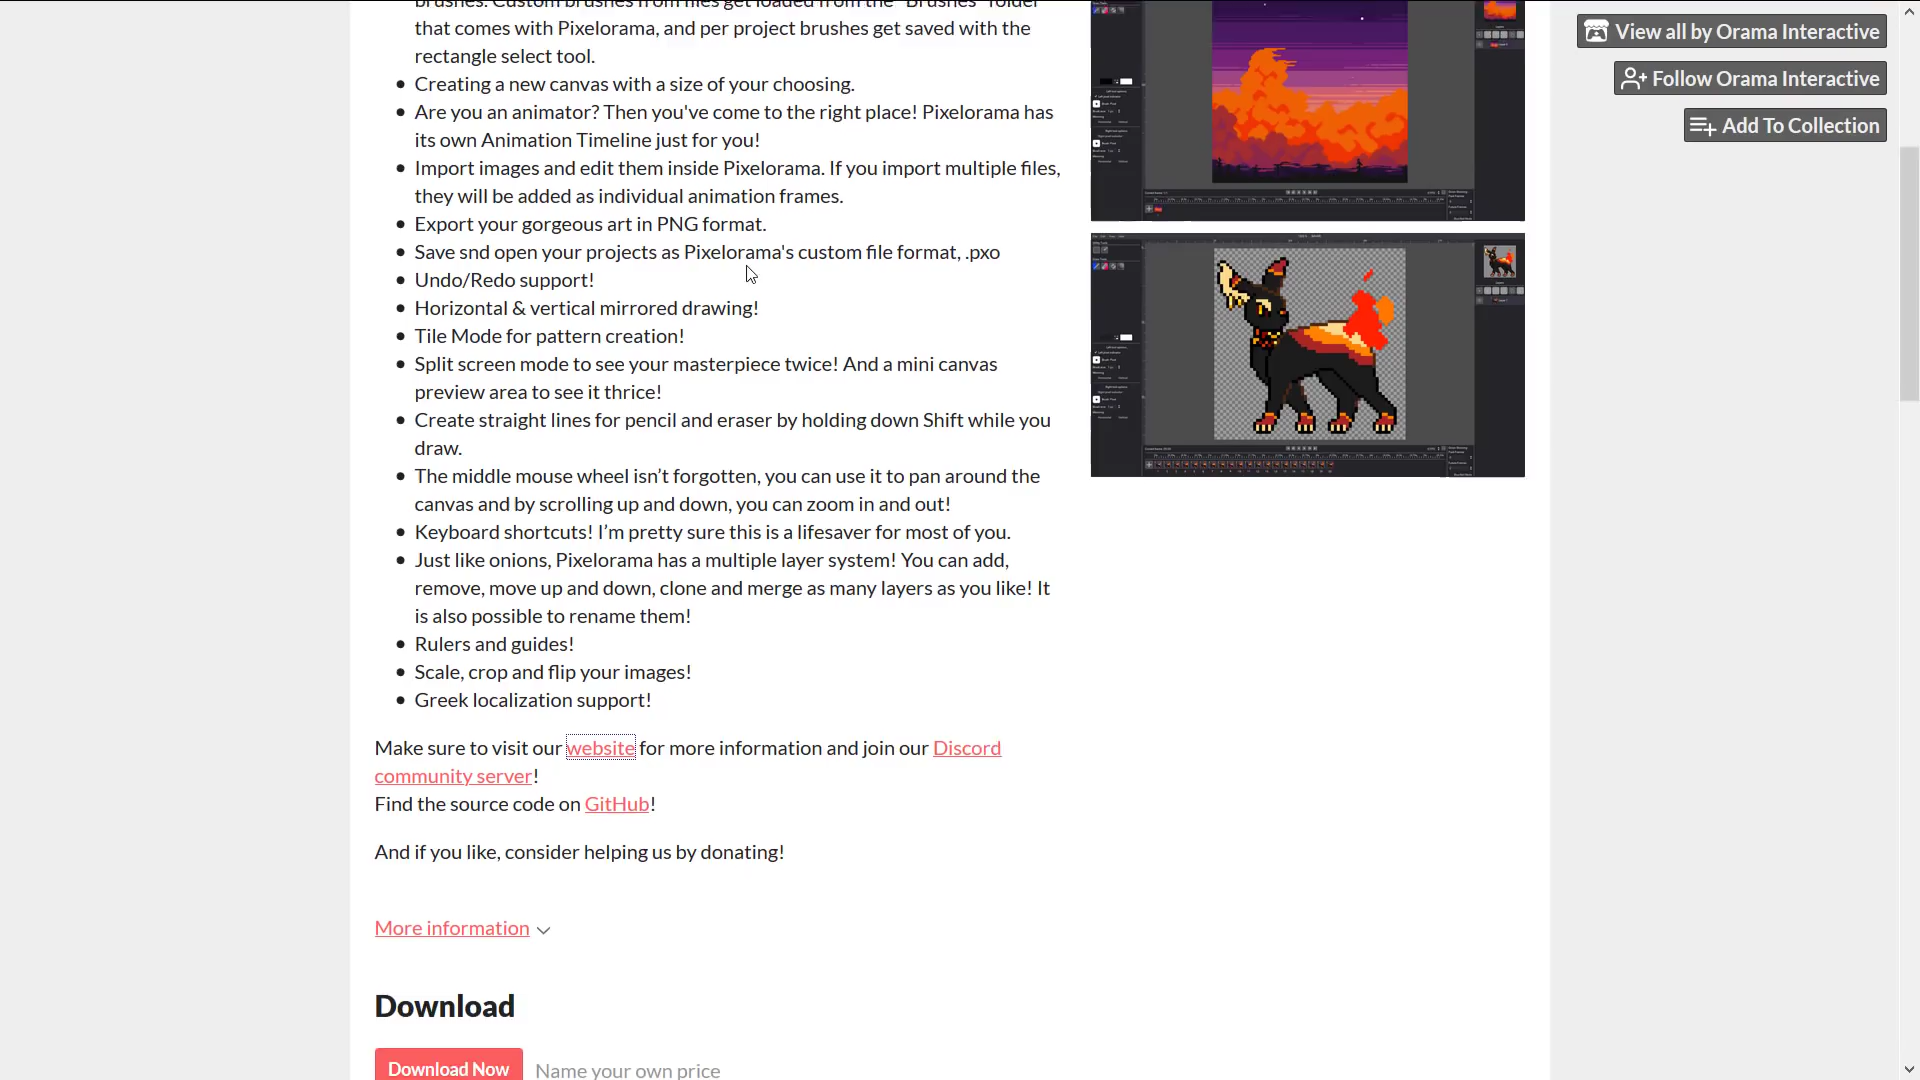 brushes. Custom brushes from files get loaded from the "Brushes" folder
that comes with Pixelorama, and per project brushes get saved with the
rectangle select tool.
Creating a new canvas with a size of your choosing.
Are you an animator? Then you've come to the right place! Pixelorama has
its own Animation Timeline just for you!
Import images and edit them inside Pixelorama. If you import multiple files,
they will be added as individual animation frames.
Export your gorgeous art in PNG format.
Save snd open your projects as Pixelorama's custom file format, .pxo
Undo/Redo support!
Horizontal & vertical mirrored drawing!
Tile Mode for pattern creation!
Split screen mode to see your masterpiece twice! And a mini canvas
preview area to see it thrice!
Create straight lines for pencil and eraser by holding down Shift while you
draw.
The middle mouse wheel isn’t forgotten, you can use it to pan around the
canvas and by scrolling up and down, you can zoom in and out!
Keyboard shortcuts! I’m pretty sure this is a lifesaver for most of you.
Just like onions, Pixelorama has a multiple layer system! You can add,
remove, move up and down, clone and merge as many layers as you like! It
is also possible to rename them!
Rulers and guides!
Scale, crop and flip your images!
Greek localization support!
Make sure to visit our website for more information and join our Discord
community server!
Find the source code on GitHub!
And if you like, consider helping us by donating!
More information
Download
Download Now Name your own price
View all by Orama Interactive
Follow Orama Interactive
Add To Collection